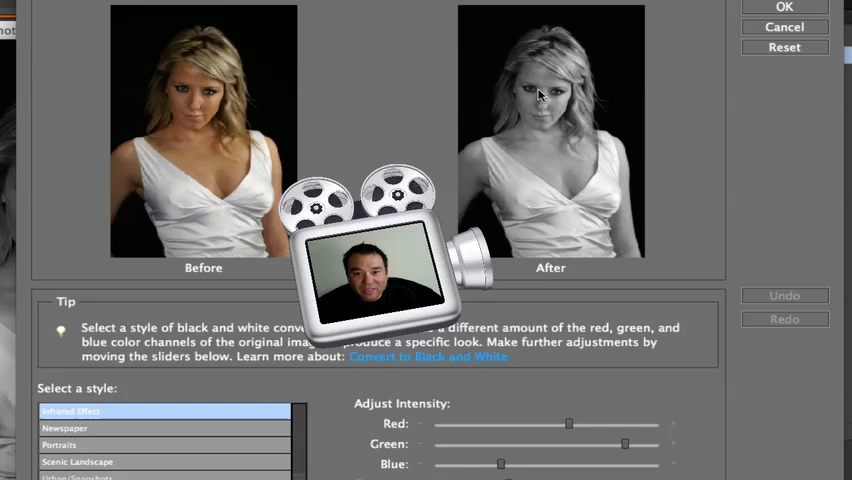 OK
Cancel
Reset
Before
After
Tip
Undo
Redo
Select a style of black and white a different amount of the red, green, and
blue color channels of the original produce a specific look. Make further adjustments by
moving the sliders below. Learn more about: Convert to Black and White
Select a style:
Infrared Effect
Newspaper
Portraits
Scenic Landscape
Urban/Snapshots
Adjust Intensity:
Red:
Green:
Blue: